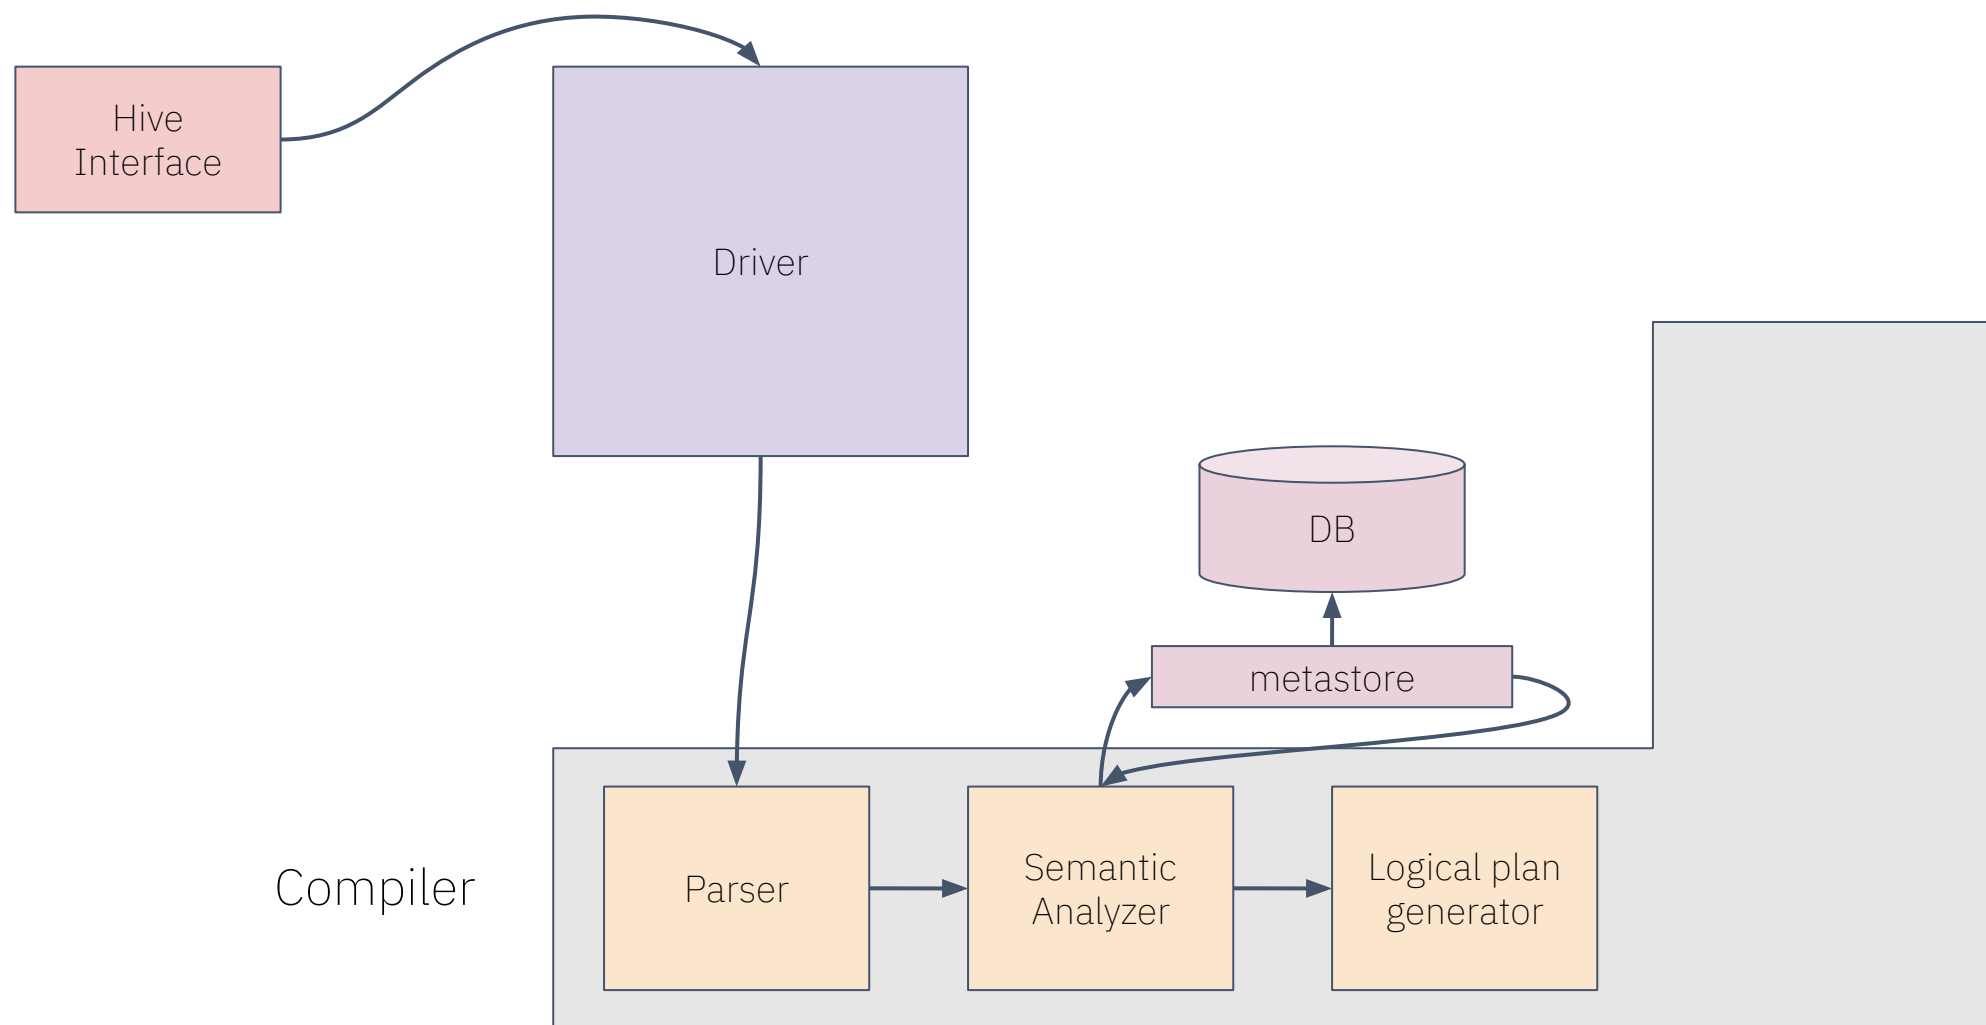 Hive
Interface
Driver
DB
metastore
Compiler
Parser
Semantic
Analyzer
Logical plan
generator